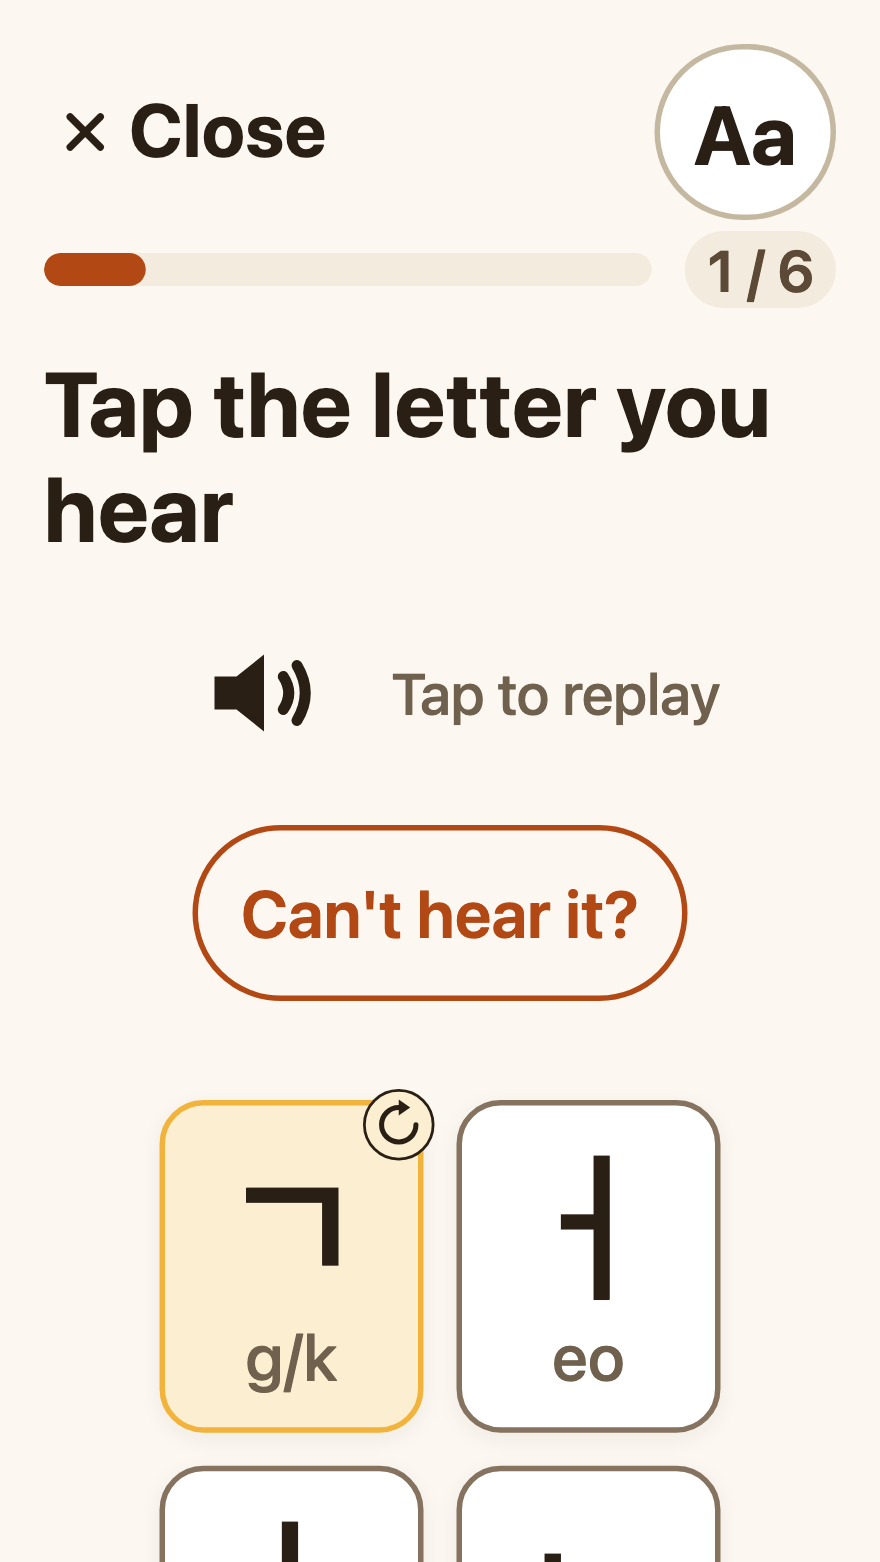 Close
Aa
1 / 6
Tap the letter you
hear
Tap to replay
Can't hear it?
ㄱ ㅓ
g/k eo